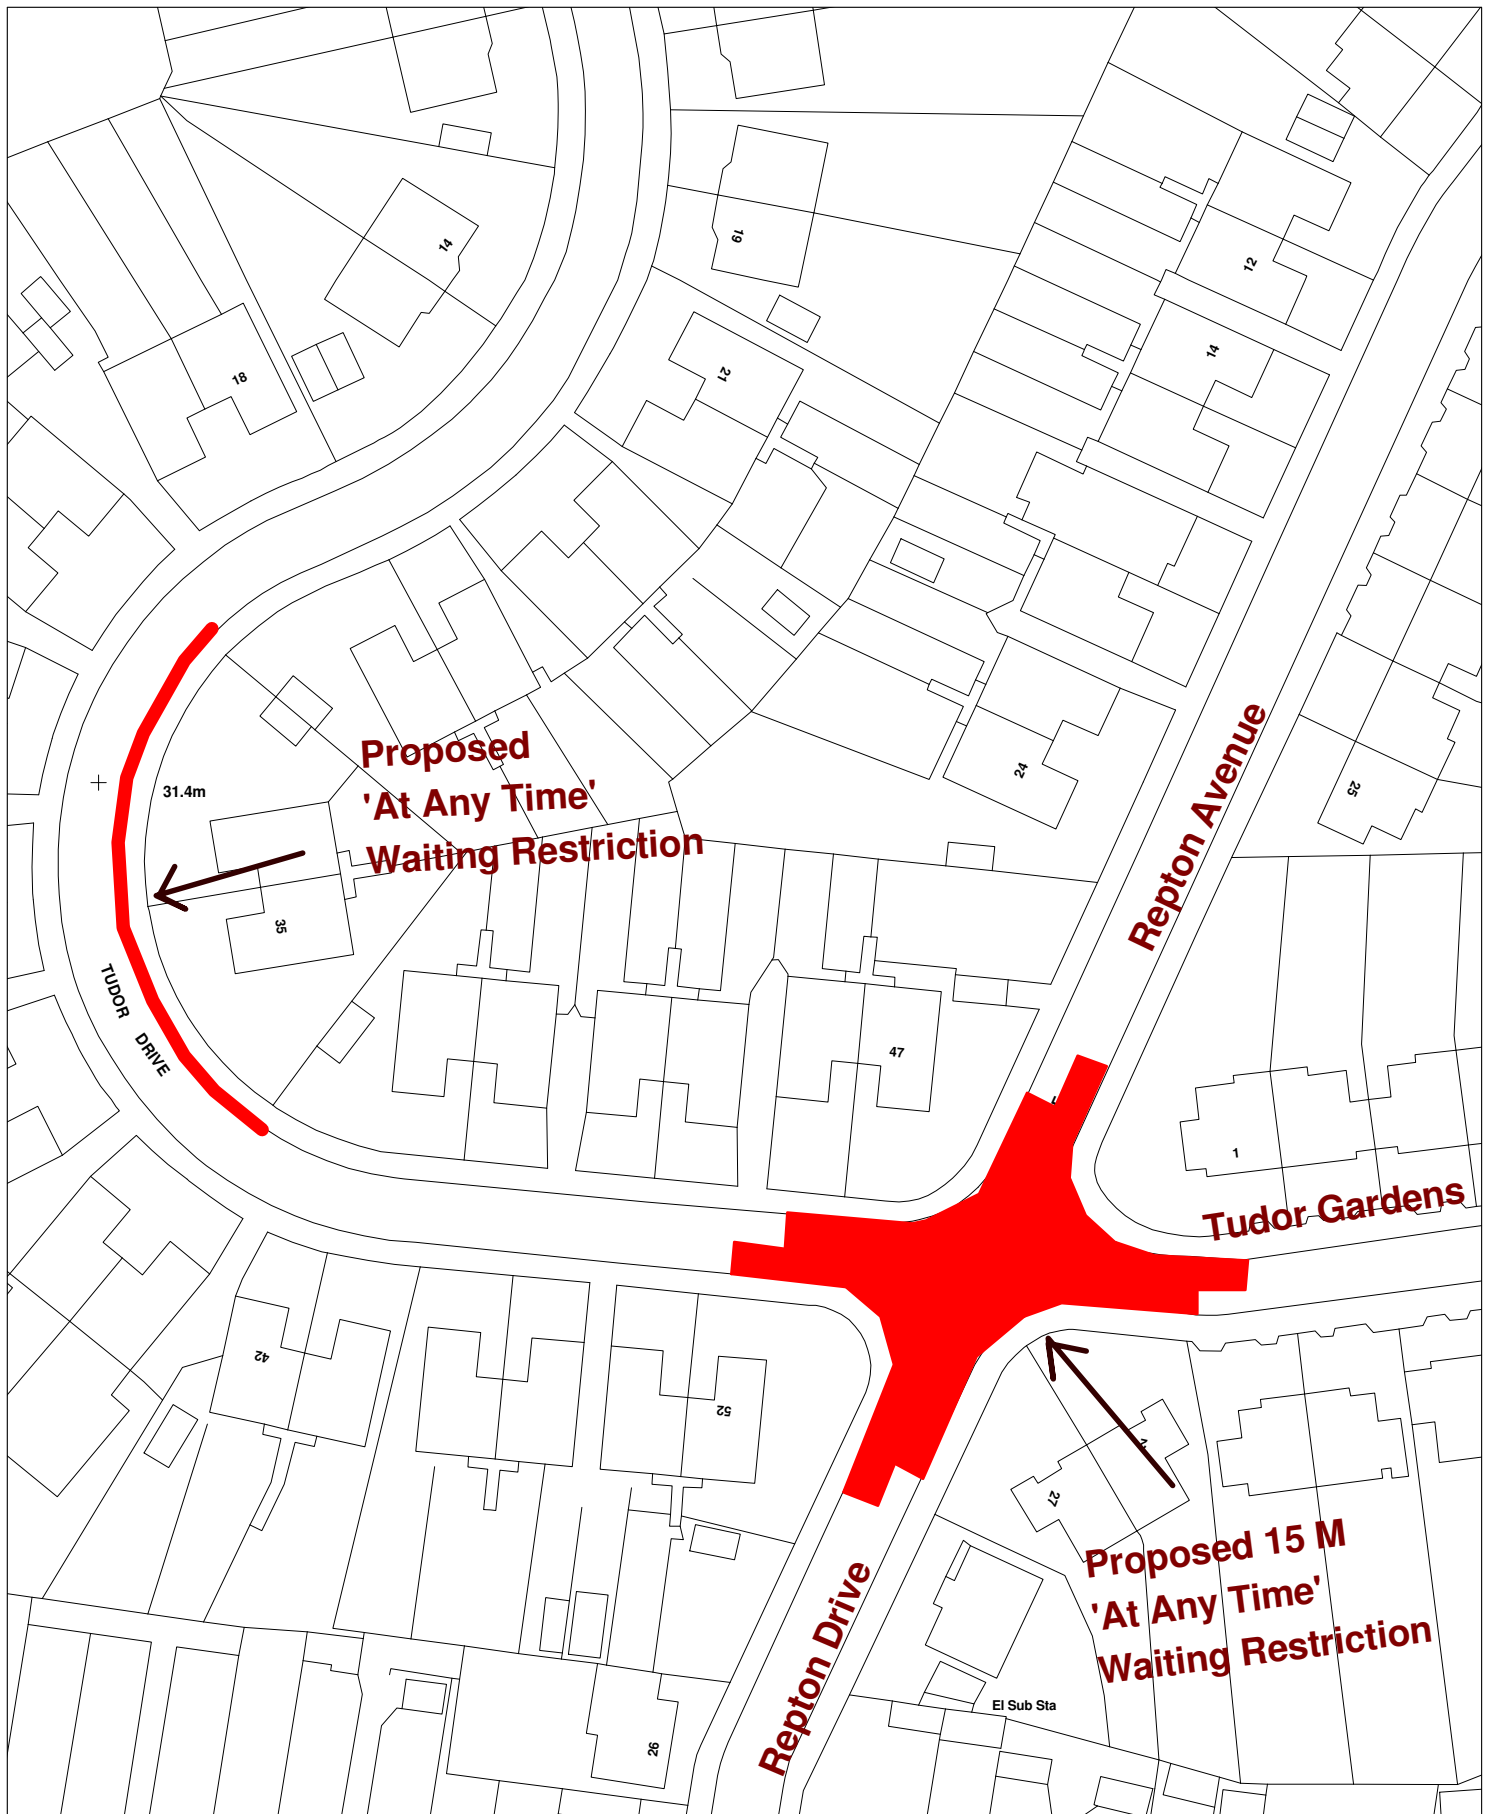 14
19
12
18
21
14
Proposed
'At Any Time'
Waiting Restriction
31.4m
24
25
Repton Avenue
35
TUDOR DRIVE
47
1
Tudor Gardens
42
52
27
Proposed 15 M
'At Any Time'
Waiting Restriction
Repton Drive
El Sub Sta
26